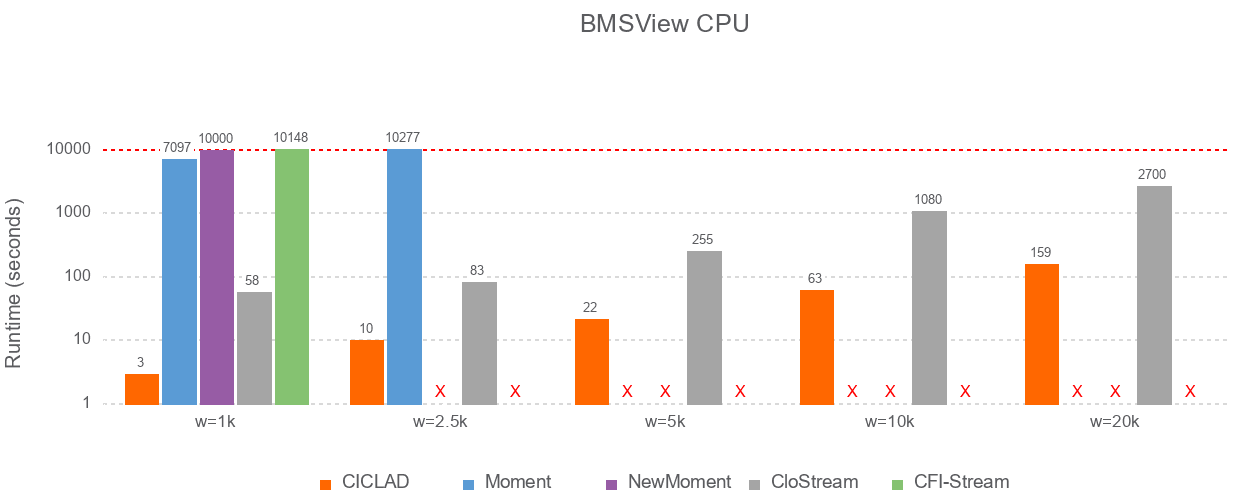 BMSView CPU
Runtime (seconds)
10000
1000
100
10
1
3
7097
10000
58
10148
10
10277
X
83
X
22
X
X
255
X
63
X
X
1080
X
159
X
X
2700
X
w=1k
w=2.5k
w=5k
w=10k
w=20k
CICLAD
Moment
NewMoment
CloStream
CFI-Stream